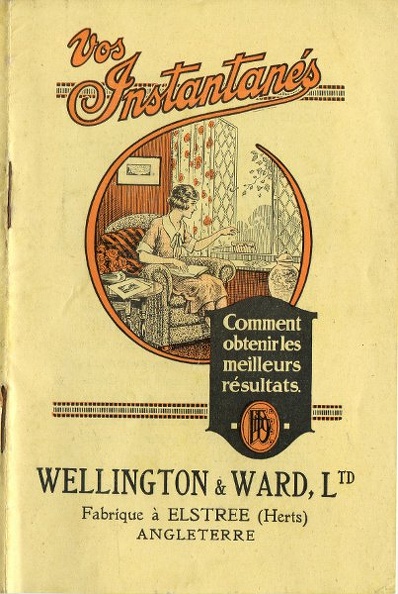 Vos
Instantanés
Comment
obtenir les
meilleurs
résultats.
WELLINGTON & WARD, LTD
Fabrique à ELSTREE (Herts)
ANGLETERRE